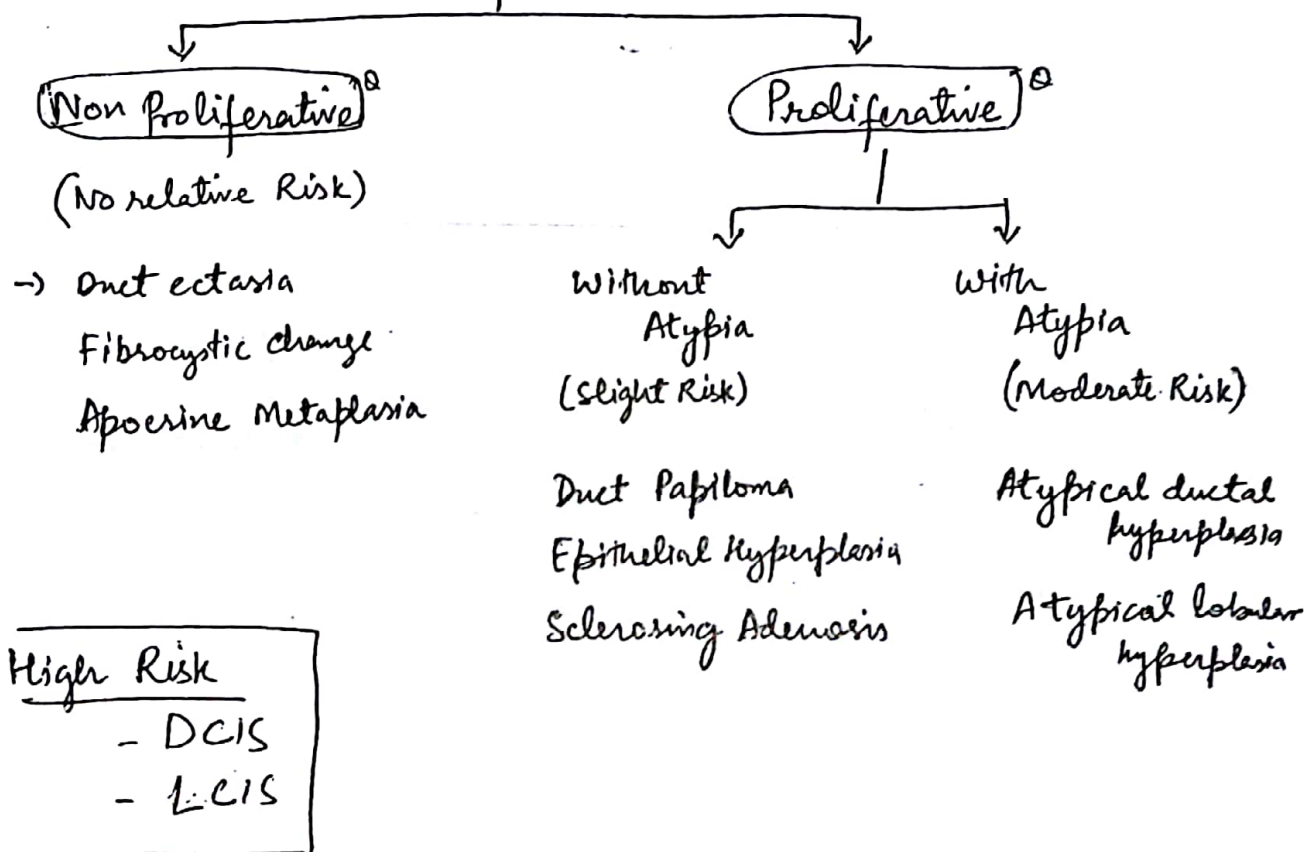 Non Proliferative Q
(No relative Risk)
-> Duct ectasia
Fibrocystic change
Apocrine Metaplasia
Proliferative Q
Without
Atypia
(Slight Risk)
Duct Papiloma
Epithelial Hyperplasia
Sclerosing Adenosis
With
Atypia
(Moderate Risk)
Atypical ductal
hyperplasia
Atypical lobular
hyperplasia
High Risk
- DCIS
- LCIS